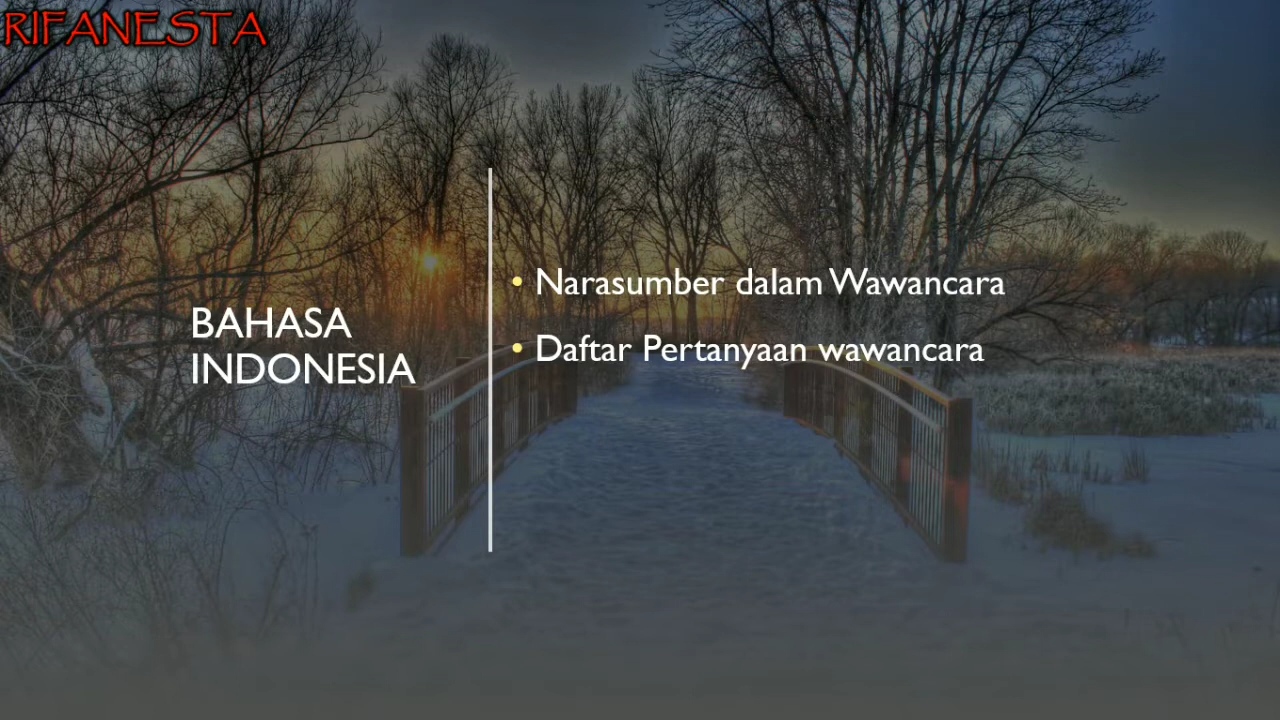 RIFANESTA
BAHASA
INDONESIA
• Narasumber dalam Wawancara
• Daftar Pertanyaan wawancara